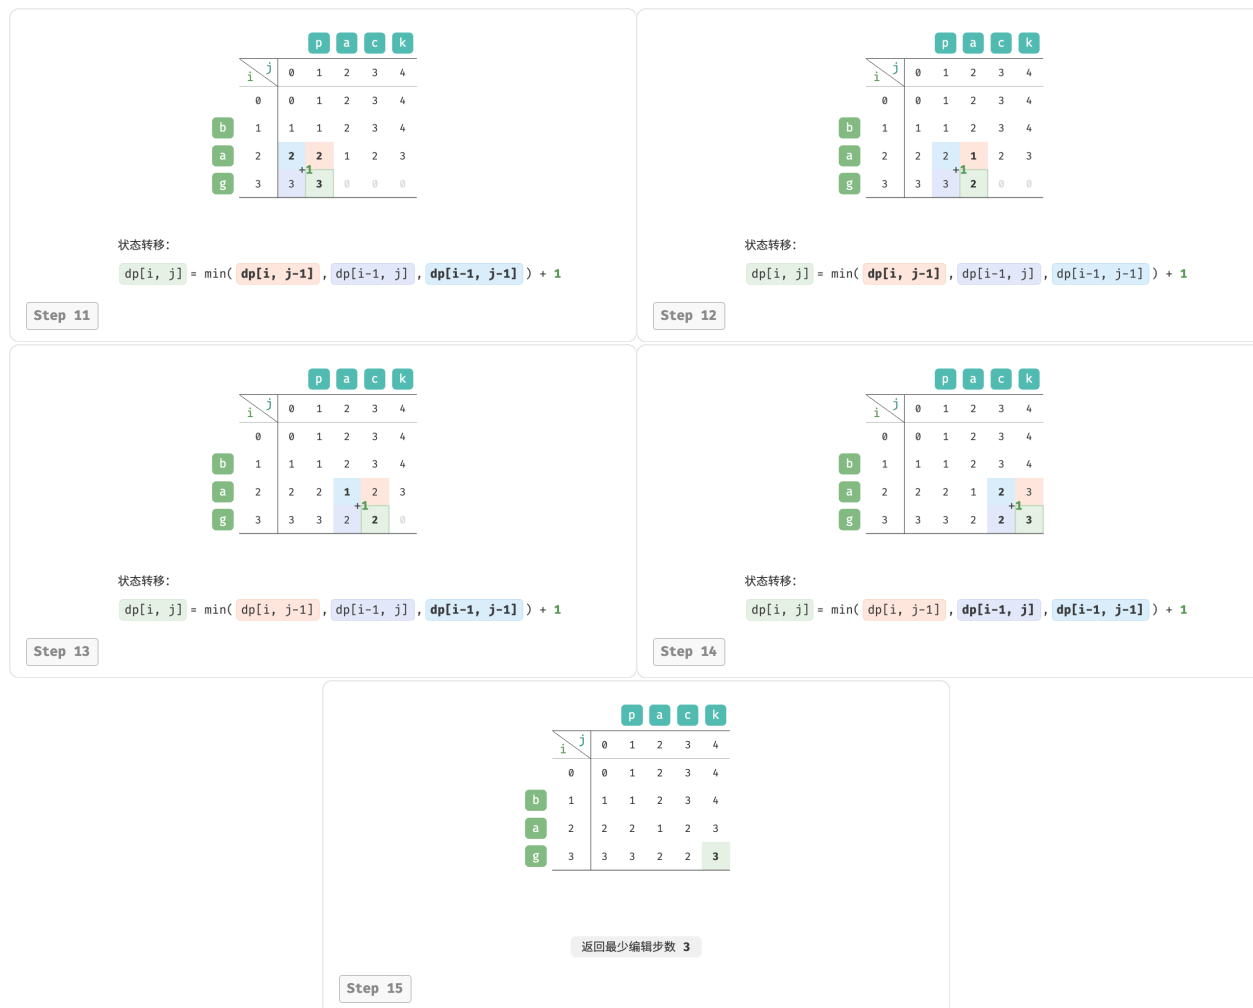 p a c k
i j 0 1 2 3 4
0 0 1 2 3 4
b 1 1 1 2 3 4
a 2 2 2 1 2 3
+1
g 3 3 3 0 0 0
状态转移：
dp[i, j] = min( dp[i, j-1] , dp[i-1, j] , dp[i-1, j-1] ) + 1
Step 11
p a c k
i j 0 1 2 3 4
0 0 1 2 3 4
b 1 1 1 2 3 4
a 2 2 2 1 2 3
+1
g 3 3 3 2 0 0
状态转移：
dp[i, j] = min( dp[i, j-1] , dp[i-1, j] , dp[i-1, j-1] ) + 1
Step 12
p a c k
i j 0 1 2 3 4
0 0 1 2 3 4
b 1 1 1 2 3 4
a 2 2 2 1 2 3
+1
g 3 3 3 2 2 0
状态转移：
dp[i, j] = min( dp[i, j-1] , dp[i-1, j] , dp[i-1, j-1] ) + 1
Step 13
p a c k
i j 0 1 2 3 4
0 0 1 2 3 4
b 1 1 1 2 3 4
a 2 2 2 1 2 3
+1
g 3 3 3 2 2 3
状态转移：
dp[i, j] = min( dp[i, j-1] , dp[i-1, j] , dp[i-1, j-1] ) + 1
Step 14
p a c k
i j 0 1 2 3 4
0 0 1 2 3 4
b 1 1 1 2 3 4
a 2 2 2 1 2 3
g 3 3 3 2 2 3
返回最少编辑步数 3
Step 15